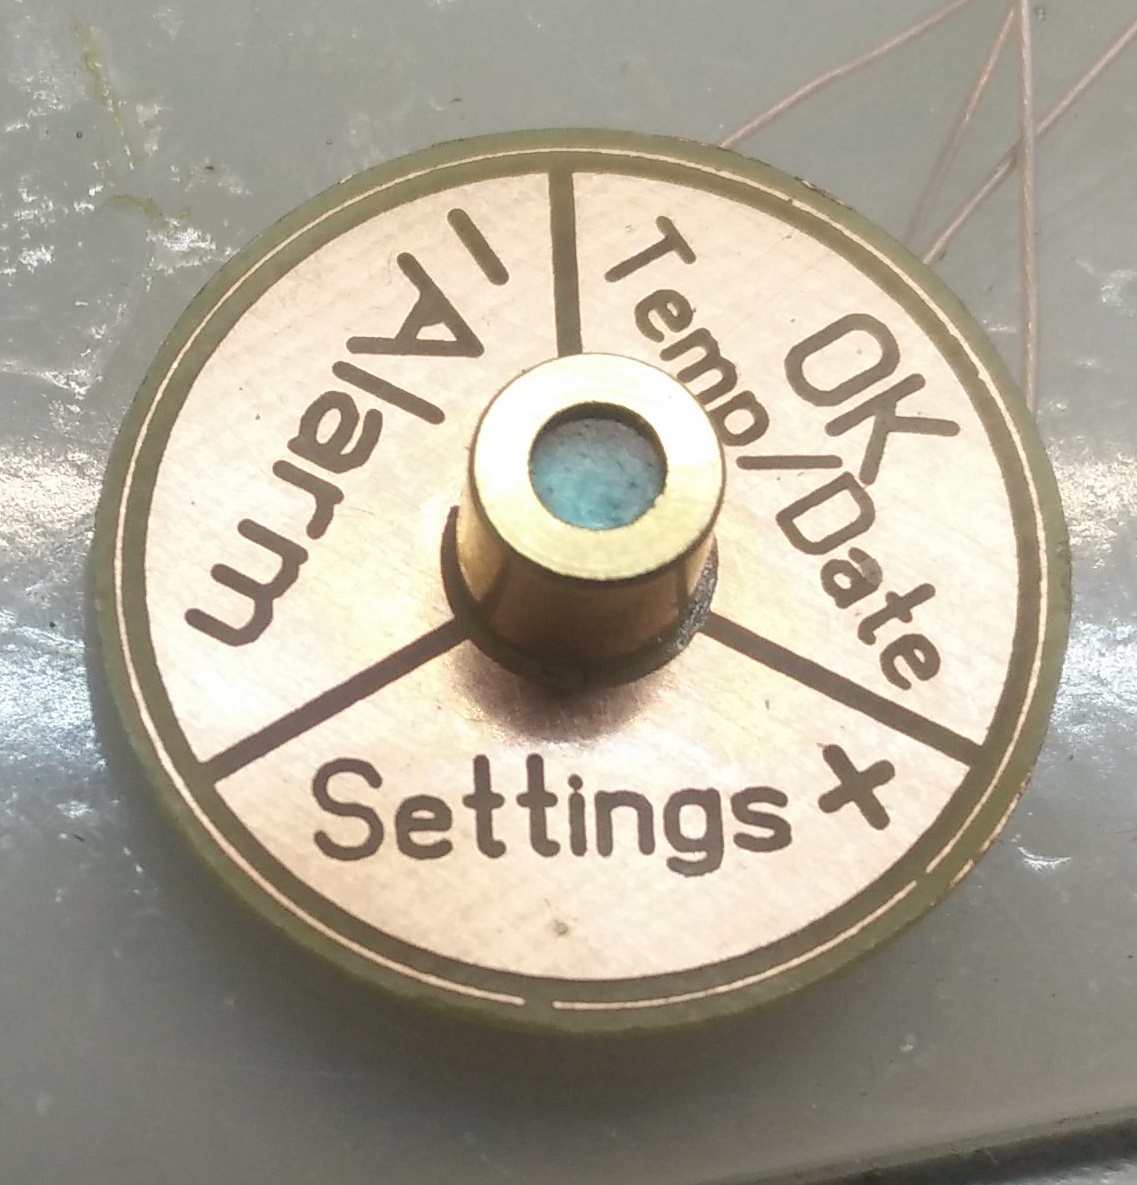 — Alarm
OK
Temp/Date
Settings +